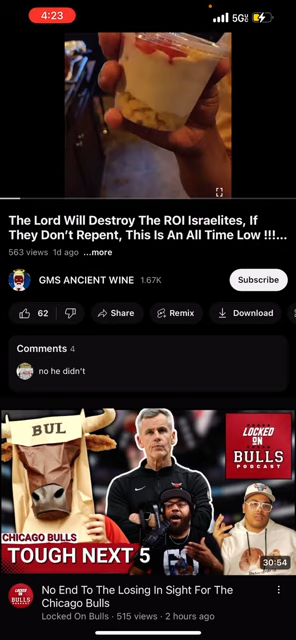 4:23
5G
The Lord Will Destroy The ROI Israelites, If
They Don't Repent, This Is An All Time Low !!!...
563 views 1d ago ...more
GMS ANCIENT WINE 1.67K
Subscribe
62
Share
Remix
Download
Comments 4
no he didn't
BUL
LOCKED
ON
BULLS
PODCAST
CHICAGO BULLS
TOUGH NEXT 5
30:54
No End To The Losing In Sight For The
Chicago Bulls
Locked On Bulls · 515 views · 2 hours ago